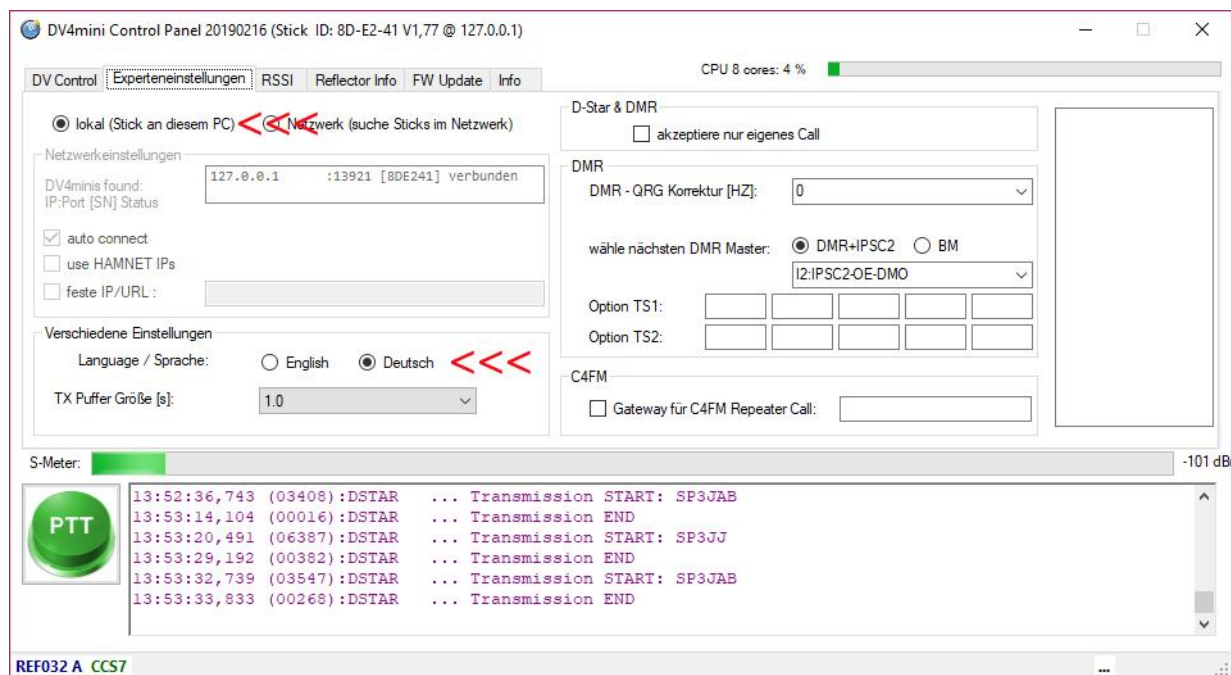 DV4mini Control Panel 20190216 (Stick ID: 8D-E2-41 V1,77 @ 127.0.0.1)
DV Control Experteneinstellungen RSSI Reflector Info FW Update Info
CPU 8 cores: 4 %
lokal (Stick an diesem PC) <<< Netzwerk (suche Sticks im Netzwerk)
Netzwerkeinstellungen
DV4minis found:
IP:Port [SN] Status
127.0.0.1 :13921 [8DE241] verbunden
auto connect
use HAMNET IPs
feste IP/URL :
Verschiedene Einstellungen
Language / Sprache: English Deutsch <<<
TX Puffer Größe [s]: 1.0
D-Star & DMR
akzeptiere nur eigenes Call
DMR
DMR - QRG Korrektur [HZ]: 0
wähle nächsten DMR Master: DMR+IPSC2 BM
I2:IPSC2-OE-DMO
Option TS1:
Option TS2:
C4FM
Gateway für C4FM Repeater Call:
S-Meter: -101 dB
PTT
13:52:36,743 (03408):DSTAR ... Transmission START: SP3JAB
13:53:14,104 (00016):DSTAR ... Transmission END
13:53:20,491 (06387):DSTAR ... Transmission START: SP3JJ
13:53:29,192 (00382):DSTAR ... Transmission END
13:53:32,739 (03547):DSTAR ... Transmission START: SP3JAB
13:53:33,833 (00268):DSTAR ... Transmission END
REF032 A CCS7 ...